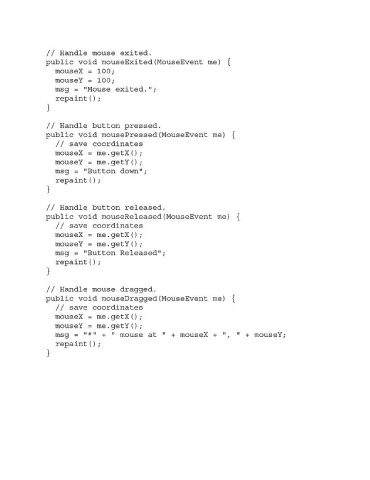 // Handle mouse exited.
public void mouseExited(MouseEvent me) {
  mouseX = 100;
  mouseY = 100;
  msg = "Mouse exited.";
  repaint();
}

// Handle button pressed.
public void mousePressed(MouseEvent me) {
  // save coordinates
  mouseX = me.getX();
  mouseY = me.getY();
  msg = "Button down";
  repaint();
}

// Handle button released.
public void mouseReleased(MouseEvent me) {
  // save coordinates
  mouseX = me.getX();
  mouseY = me.getY();
  msg = "Button Released";
  repaint();
}

// Handle mouse dragged.
public void mouseDragged(MouseEvent me) {
  // save coordinates
  mouseX = me.getX();
  mouseY = me.getY();
  msg = "*" + " mouse at " + mouseX + ", " + mouseY;
  repaint();
}